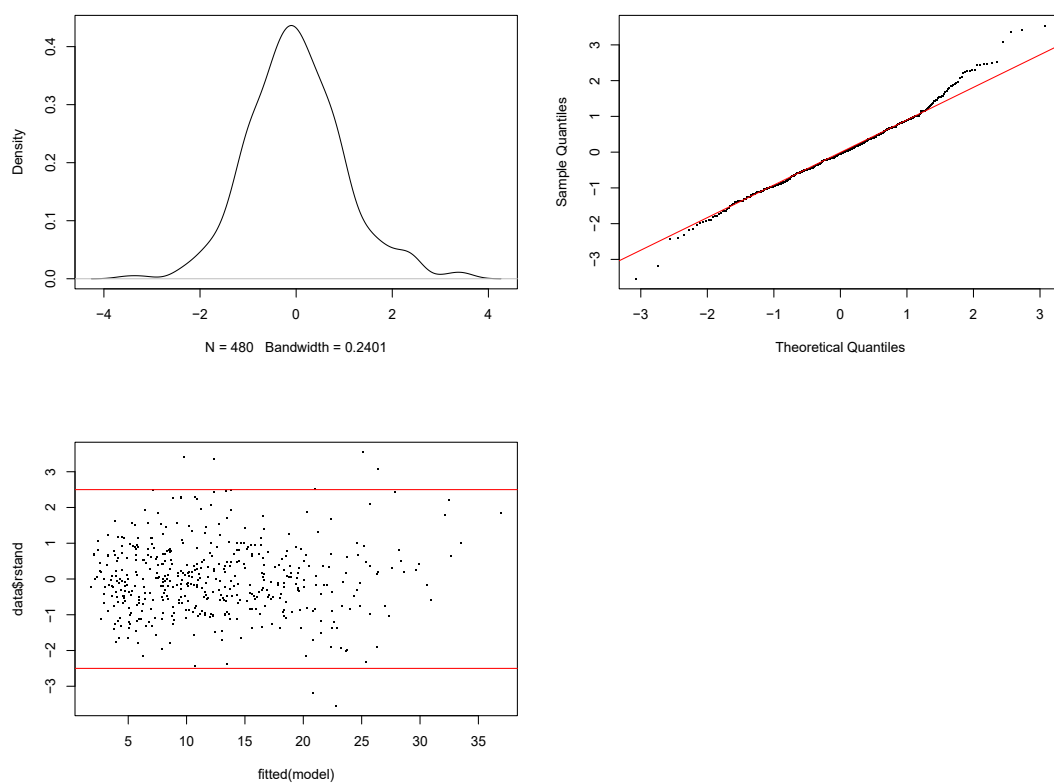 0.4
0.3
0.2
0.1
0.0
Density
−4 −2 0 2 4
N = 480 Bandwidth = 0.2401
3
2
1
0
−1
−2
−3
Sample Quantiles
−3 −2 −1 0 1 2 3
Theoretical Quantiles
3
2
1
0
−1
−2
−3
data$rstand
5 10 15 20 25 30 35
fitted(model)